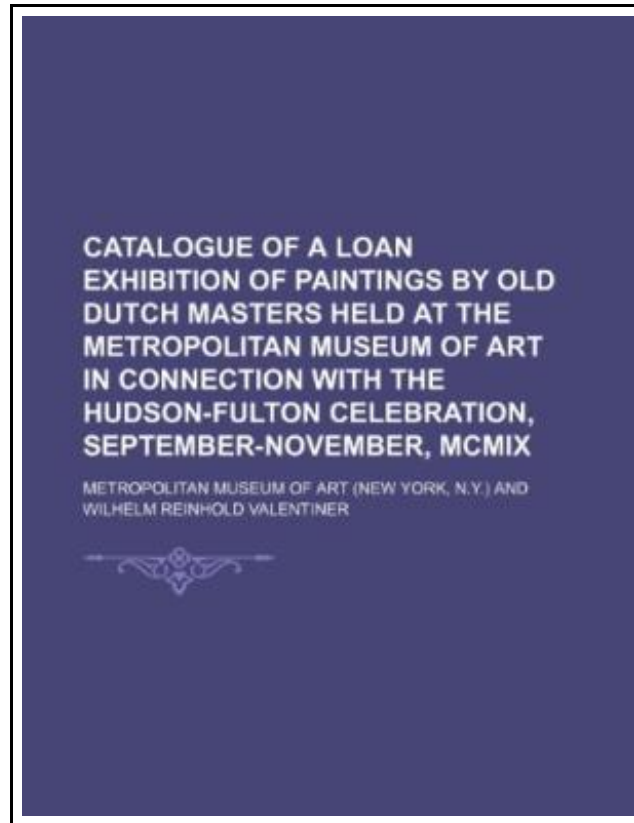 CATALOGUE OF A LOAN
EXHIBITION OF PAINTINGS BY OLD
DUTCH MASTERS HELD AT THE
METROPOLITAN MUSEUM OF ART
IN CONNECTION WITH THE
HUDSON-FULTON CELEBRATION,
SEPTEMBER-NOVEMBER, MCMIX
METROPOLITAN MUSEUM OF ART (NEW YORK, N.Y.) AND
WILHELM REINHOLD VALENTINER